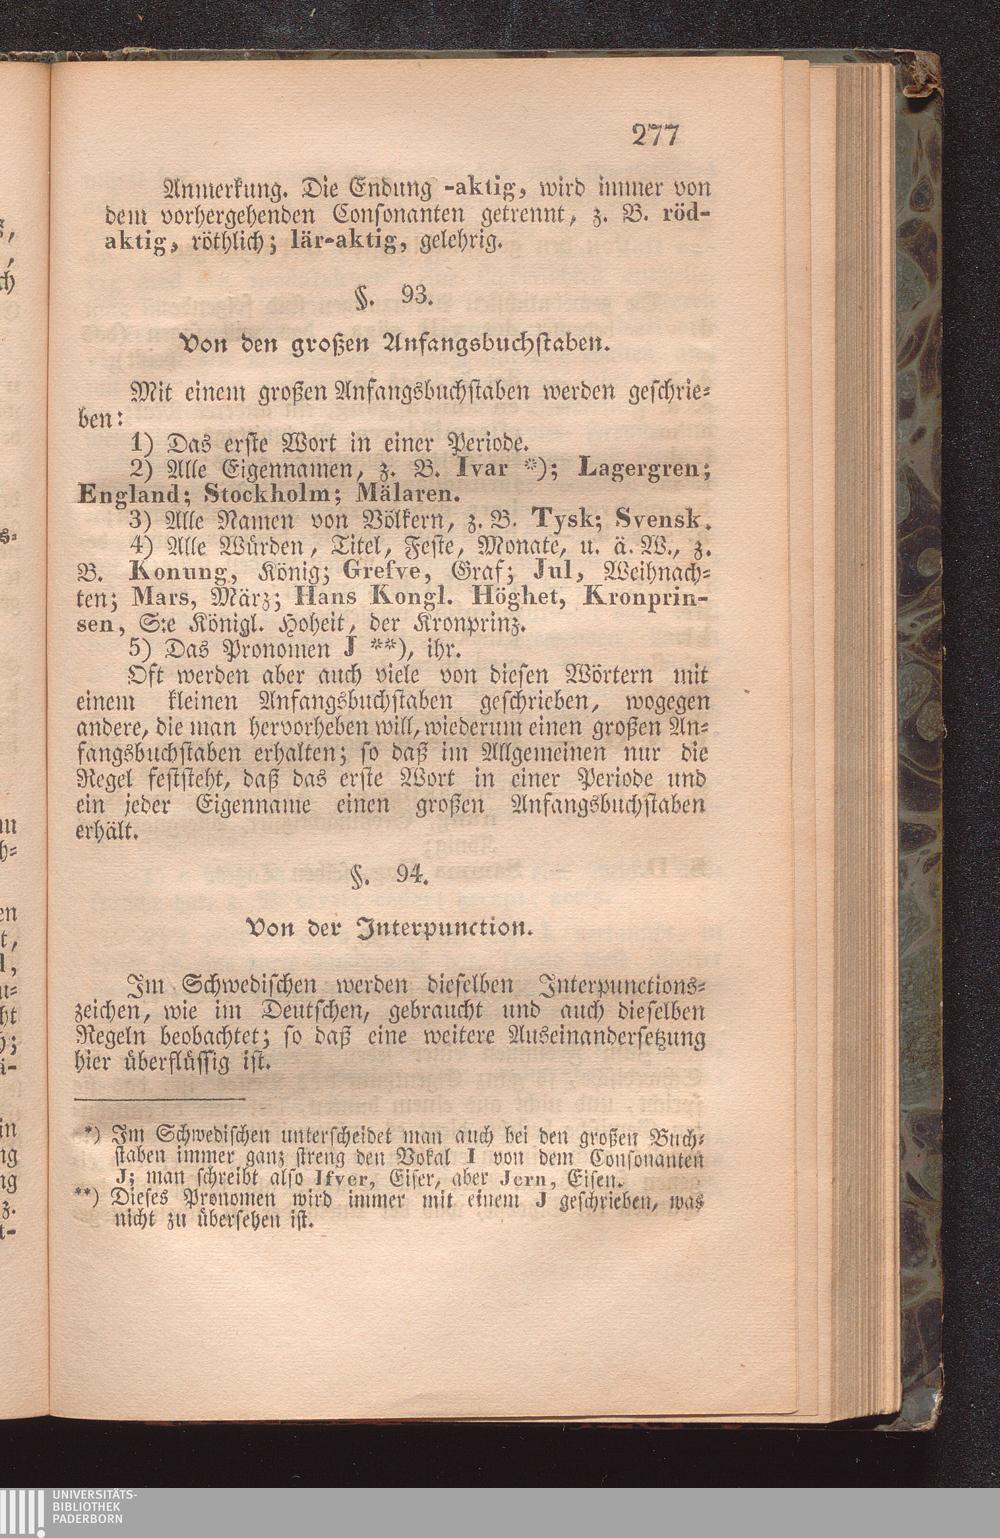 277
Anmerkung. Die Endung -aktig, wird immer von
dem vorhergehenden Consonanten getrennt, z. B. röd-
aktig, röthlich; lär-aktig, gelehrig.
§. 93.
Von den großen Anfangsbuchstaben.
Mit einem großen Anfangsbuchstaben werden geschrie-
ben:
1) Das erste Wort in einer Periode.
2) Alle Eigennamen, z. B. Ivar *); Lagergren;
England; Stockholm; Mälaren.
3) Alle Namen von Völkern, z. B. Tysk; Svensk.
4) Alle Würden, Titel, Feste, Monate, u. ä. W., z.
B. Konung, König; Grefve, Graf; Jul, Weihnach-
ten; Mars, März; Hans Kongl. Höghet, Kronprin-
sen, S:e Königl. Hoheit, der Kronprinz.
5) Das Pronomen J **), ihr.
Oft werden aber auch viele von diesen Wörtern mit
einem kleinen Anfangsbuchstaben geschrieben, wogegen
andere, die man hervorheben will, wiederum einen großen An-
fangsbuchstaben erhalten; so daß im Allgemeinen nur die
Regel feststeht, daß das erste Wort in einer Periode und
ein jeder Eigenname einen großen Anfangsbuchstaben
erhält.
§. 94.
Von der Interpunction.
Im Schwedischen werden dieselben Interpunctions-
zeichen, wie im Deutschen, gebraucht und auch dieselben
Regeln beobachtet; so daß eine weitere Auseinandersetzung
hier überflüssig ist.
*) Im Schwedischen unterscheidet man auch bei den großen Buch-
staben immer ganz streng den Vokal I von dem Consonanten
J; man schreibt also Ifver, Eifer, aber Jern, Eisen.
**) Dieses Pronomen wird immer mit einem J geschrieben, was
nicht zu übersehen ist.
UNIVERSITÄTS-
BIBLIOTHEK
PADERBORN